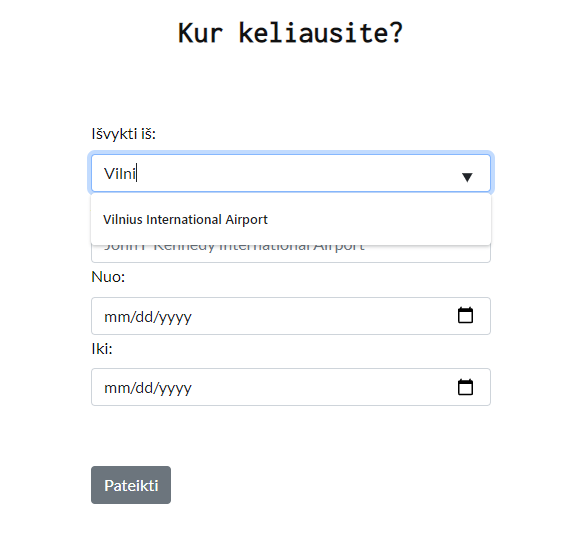 Kur keliausite?
Išvykti iš:
Vilni
Vilnius International Airport
John F Kennedy International Airport
Nuo:
mm/dd/yyyy
Iki:
mm/dd/yyyy
Pateikti